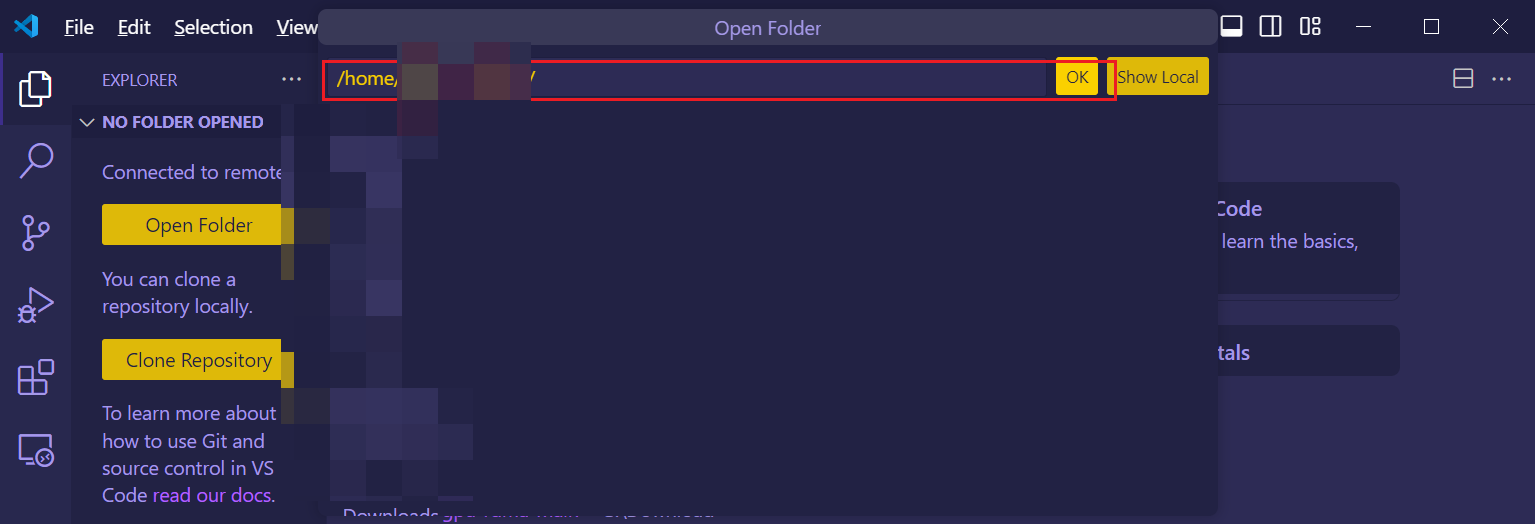 File Edit Selection View
Open Folder
EXPLORER
/home/
/
OK
Show Local
NO FOLDER OPENED
Connected to remote
Open Folder
Code
learn the basics,
You can clone a
repository locally.
Clone Repository
tals
To learn more about
how to use Git and
source control in VS
Code read our docs.
Downloads